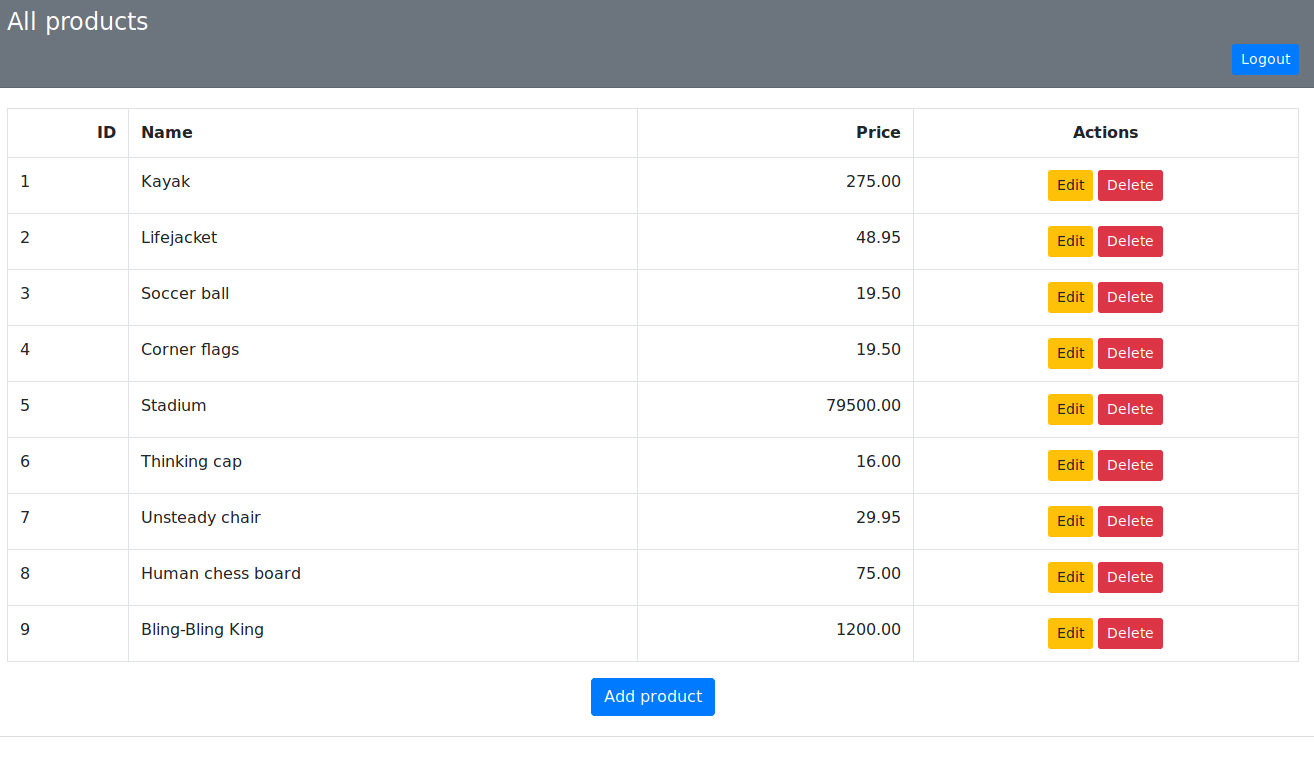 All products
Logout
ID Name Price Actions
1 Kayak 275.00 Edit Delete
2 Lifejacket 48.95 Edit Delete
3 Soccer ball 19.50 Edit Delete
4 Corner flags 19.50 Edit Delete
5 Stadium 79500.00 Edit Delete
6 Thinking cap 16.00 Edit Delete
7 Unsteady chair 29.95 Edit Delete
8 Human chess board 75.00 Edit Delete
9 Bling-Bling King 1200.00 Edit Delete
Add product